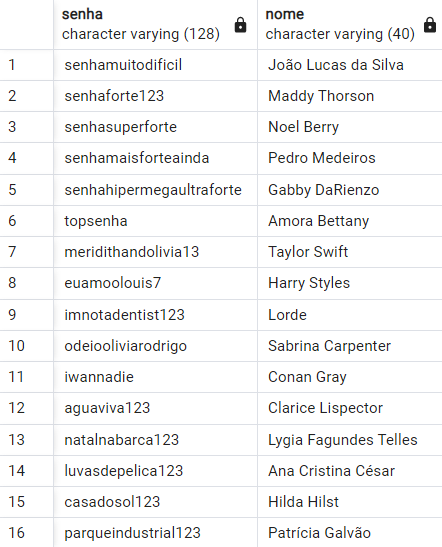 senha nome
character varying (128) character varying (40)
1 senhamuitodificil João Lucas da Silva
2 senhaforte123 Maddy Thorson
3 senhasuperforte Noel Berry
4 senhamaisforteainda Pedro Medeiros
5 senhahipermegaultraforte Gabby DaRienzo
6 topsenha Amora Bettany
7 meridithandolivia13 Taylor Swift
8 euamoolouis7 Harry Styles
9 imnotadentist123 Lorde
10 odeiooliviarodrigo Sabrina Carpenter
11 iwannadie Conan Gray
12 aguaviva123 Clarice Lispector
13 natalnabarca123 Lygia Fagundes Telles
14 luvasdepelica123 Ana Cristina César
15 casadosol123 Hilda Hilst
16 parqueindustrial123 Patrícia Galvão